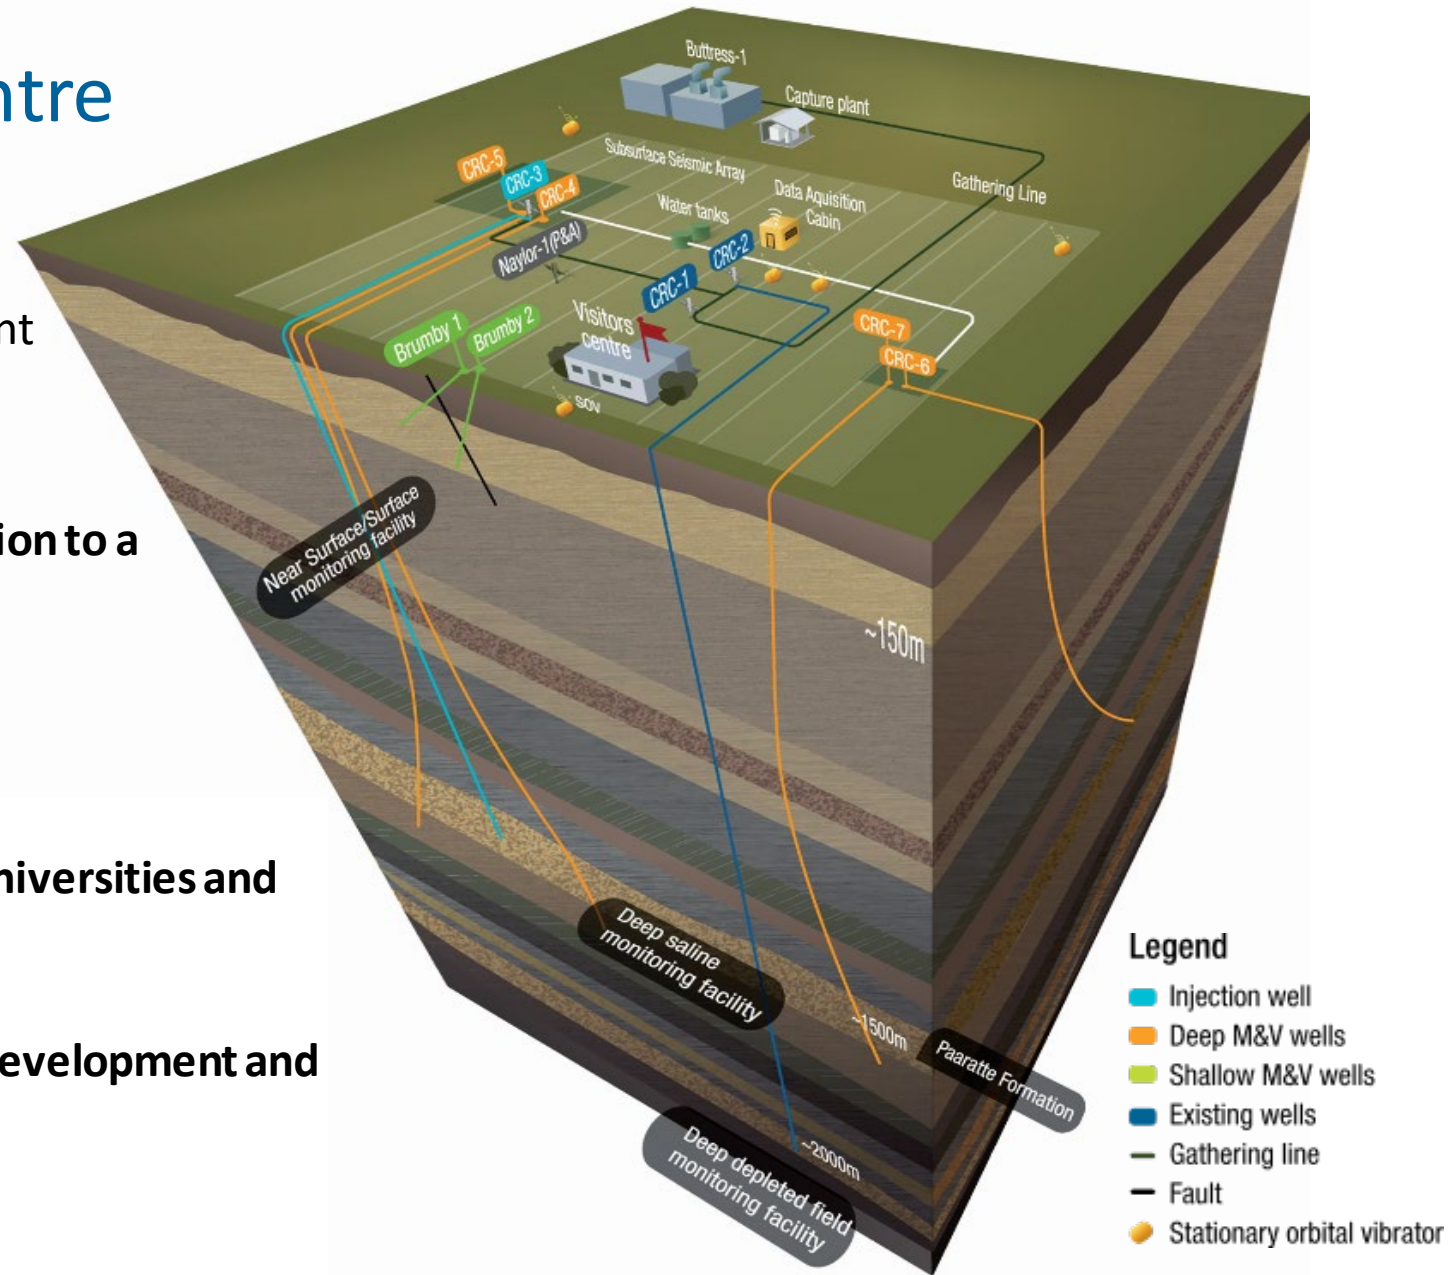 ntre
nt
ion to a
niversities and
evelopment and
Buttress-1
Capture plant
Subsurface Seismic Array
Gathering Line
CRC-5
CRC-3
CRC-4
Water tanks
Data Aquisition
Cabin
Naylor-1(P&A)
CRC-2
CRC-1
Visitors
centre
Brumby 1
Brumby 2
CRC-7
CRC-6
SOV
Near Surface/Surface
monitoring facility
~150m
Deep saline
monitoring facility
~1500m
Paaratte Formation
~2000m
Deep depleted field
monitoring facility
Legend
Injection well
Deep M&V wells
Shallow M&V wells
Existing wells
Gathering line
Fault
Stationary orbital vibrator